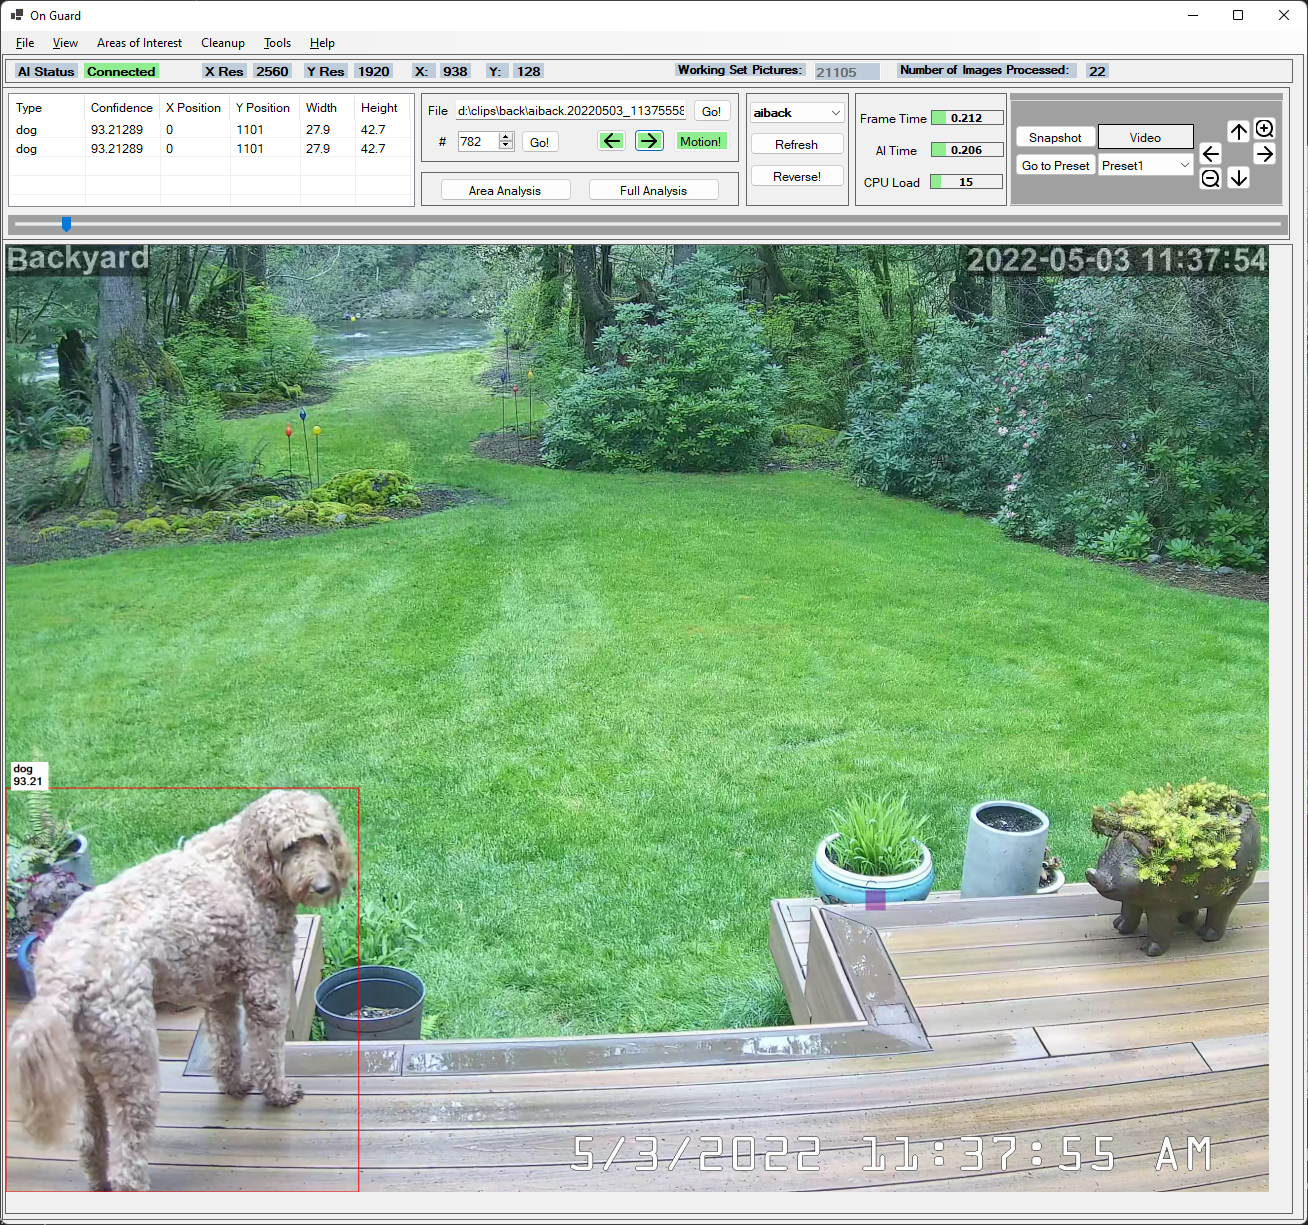 On Guard
File View Areas of Interest Cleanup Tools Help
AI Status Connected X Res 2560 Y Res 1920 X: 938 Y: 128 Working Set Pictures: 21105 Number of Images Processed: 22
Type Confidence X Position Y Position Width Height
dog 93.21289 0 1101 27.9 42.7
dog 93.21289 0 1101 27.9 42.7
File d:\clips\back\aiback.20220503_11375558 Go!
# 782 Go! Motion!
Area Analysis Full Analysis
aiback
Refresh
Reverse!
Frame Time 0.212
AI Time 0.206
CPU Load 15
Snapshot Video
Go to Preset Preset1
Backyard 2022-05-03 11:37:54
dog
93.21
5/3/2022 11:37:55 AM